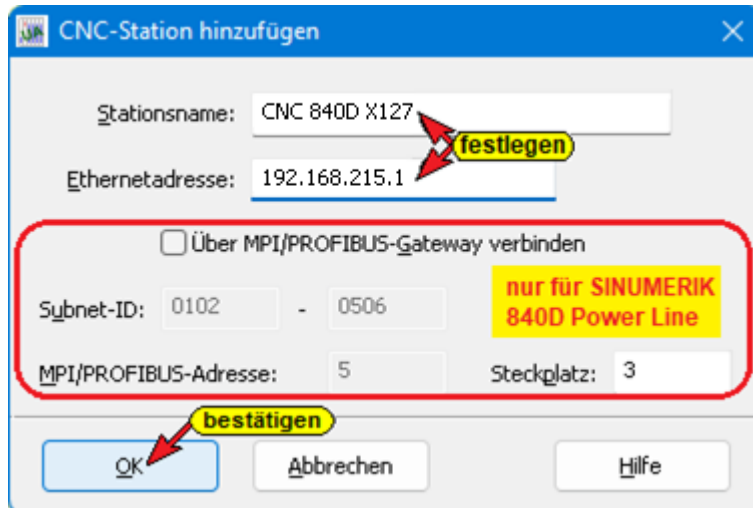 CNC-Station hinzufügen
Stationsname: CNC 840D X127
festlegen
Ethernetadresse: 192.168.215.1
Über MPI/PROFIBUS-Gateway verbinden
Subnet-ID: 0102 - 0506
nur für SINUMERIK
840D Power Line
MPI/PROFIBUS-Adresse: 5 Steckplatz: 3
bestätigen
OK Abbrechen Hilfe